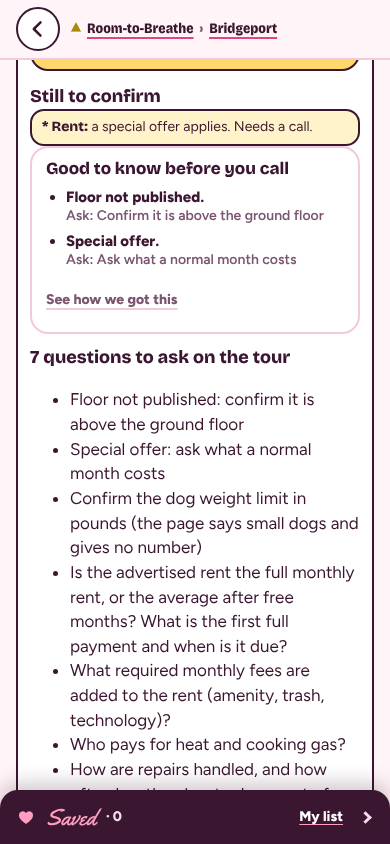 Room-to-Breathe › Bridgeport
Still to confirm
* Rent: a special offer applies. Needs a call.
Good to know before you call
• Floor not published.
Ask: Confirm it is above the ground floor
• Special offer.
Ask: Ask what a normal month costs
See how we got this
7 questions to ask on the tour
• Floor not published: confirm it is
above the ground floor
• Special offer: ask what a normal
month costs
• Confirm the dog weight limit in
pounds (the page says small dogs and
gives no number)
• Is the advertised rent the full monthly
rent, or the average after free
months? What is the first full
payment and when is it due?
• What required monthly fees are
added to the rent (amenity, trash,
technology)?
• Who pays for heat and cooking gas?
• How are repairs handled, and how
Saved · 0
My list